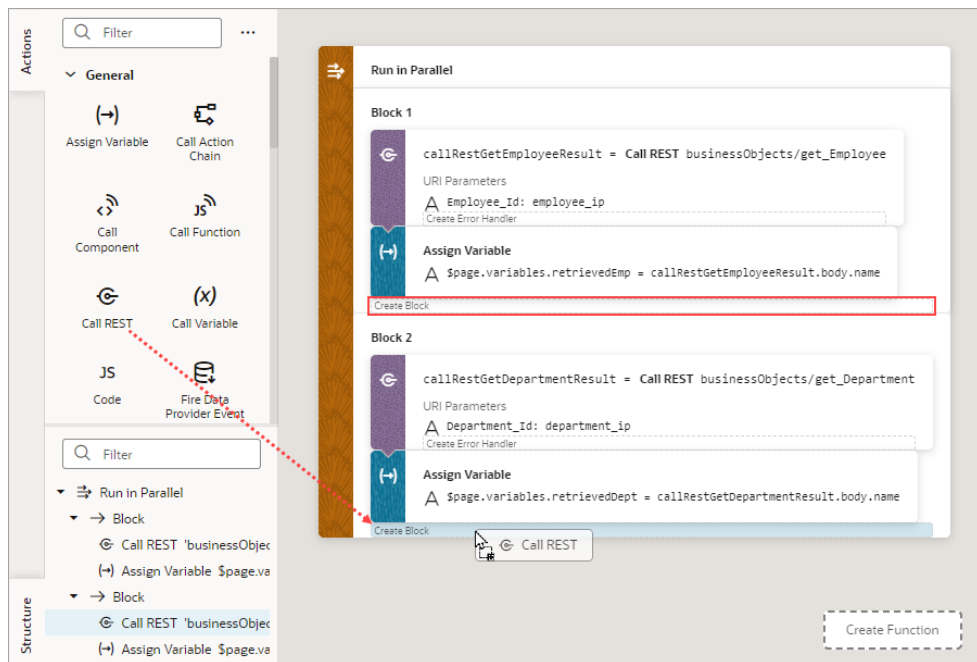 Actions
Filter
...
General
Assign Variable
Call Action
Chain
Call
Component
Call Function
Call REST
Call Variable
JS
Code
Fire Data
Provider Event
Filter
Run in Parallel
Block
Call REST 'businessObjec
Assign Variable $page.va
Block
Call REST 'businessObjec
Assign Variable $page.va
Structure
Run in Parallel
Block 1
callRestGetEmployeeResult = Call REST businessObjects/get_Employee
URI Parameters
A Employee_Id: employee_ip
Create Error Handler
Assign Variable
A $page.variables.retrievedEmp = callRestGetEmployeeResult.body.name
Create Block
Block 2
callRestGetDepartmentResult = Call REST businessObjects/get_Department
URI Parameters
A Department_Id: department_ip
Create Error Handler
Assign Variable
A $page.variables.retrievedDept = callRestGetDepartmentResult.body.name
Create Block
Call REST
Create Function